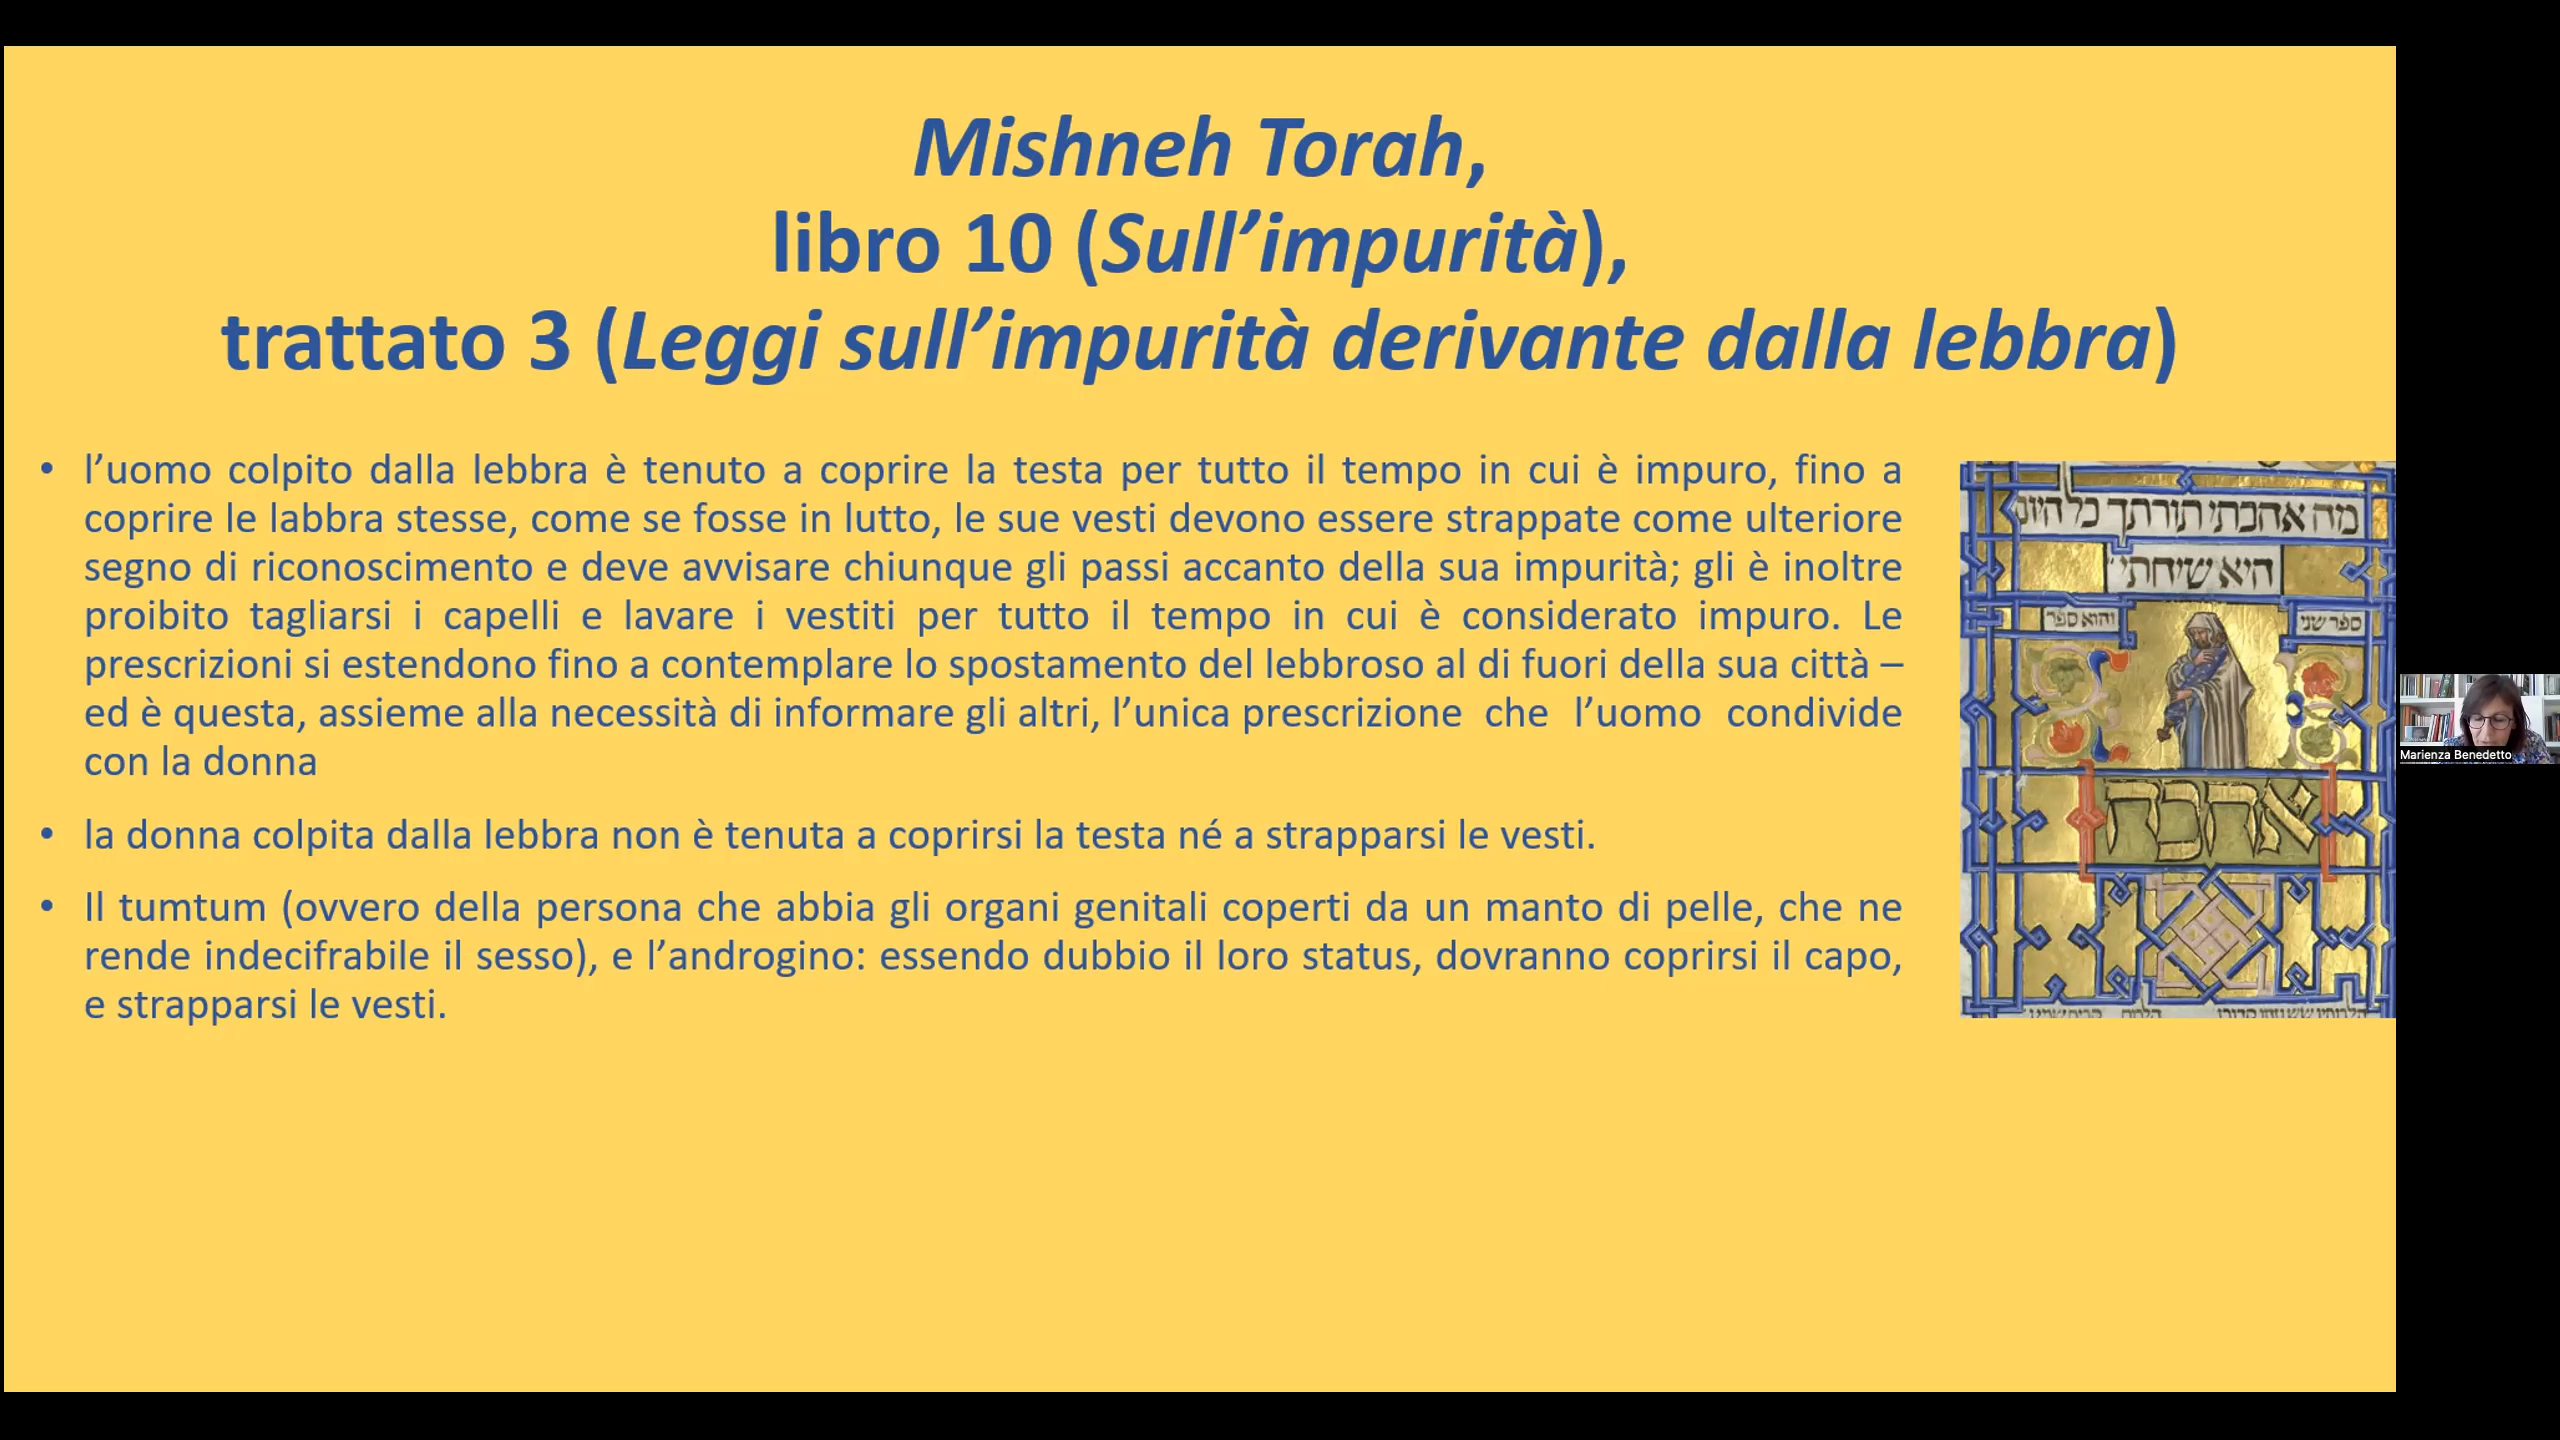 Mishneh Torah,
libro 10 (Sull’impurità),
trattato 3 (Leggi sull’impurità derivante dalla lebbra)
• l’uomo colpito dalla lebbra è tenuto a coprire la testa per tutto il tempo in cui è impuro, fino a
coprire le labbra stesse, come se fosse in lutto, le sue vesti devono essere strappate come ulteriore
segno di riconoscimento e deve avvisare chiunque gli passi accanto della sua impurità; gli è inoltre
proibito tagliarsi i capelli e lavare i vestiti per tutto il tempo in cui è considerato impuro. Le
prescrizioni si estendono fino a contemplare lo spostamento del lebbroso al di fuori della sua città –
ed è questa, assieme alla necessità di informare gli altri, l’unica prescrizione che l’uomo condivide
con la donna
• la donna colpita dalla lebbra non è tenuta a coprirsi la testa né a strapparsi le vesti.
• Il tumtum (ovvero della persona che abbia gli organi genitali coperti da un manto di pelle, che ne
rende indecifrabile il sesso), e l’androgino: essendo dubbio il loro status, dovranno coprirsi il capo,
e strapparsi le vesti.
מה אהבתי תורתך כל היום
היא שיחתי
ספר שני
והוא ספר
אהבה
Marienza Benedetto